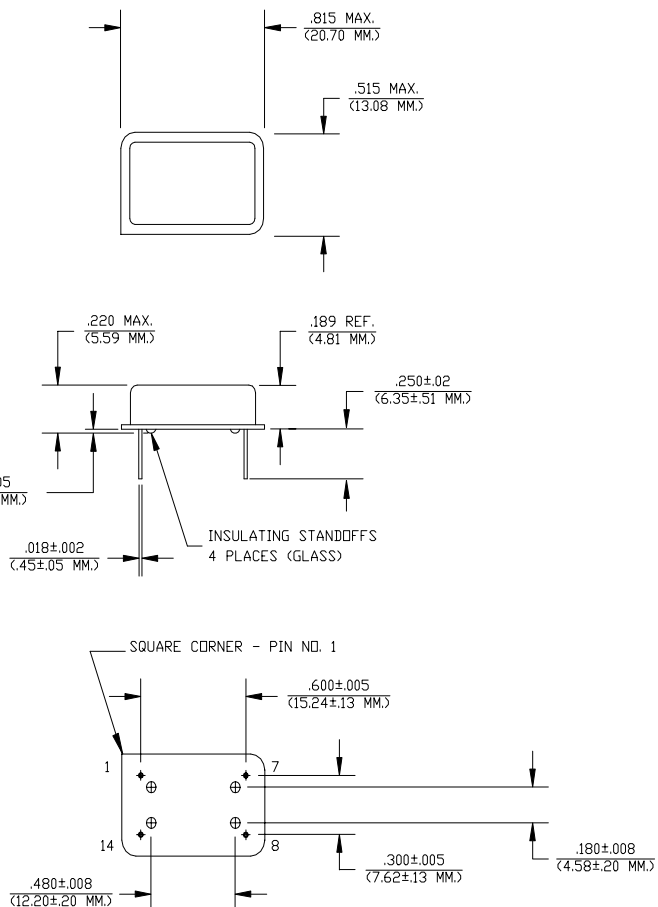 .815 MAX.
(20.70 MM.)
.515 MAX.
(13.08 MM.)
.220 MAX.
(5.59 MM.)
.189 REF.
(4.81 MM.)
.250±.02
(6.35±.51 MM.)
MM.)
.018±.002
(.45±.05 MM.)
INSULATING STANDOFFS
4 PLACES (GLASS)
SQUARE CORNER - PIN NO. 1
.600±.005
(15.24±.13 MM.)
1
7
14
8
.300±.005
(7.62±.13 MM.)
.180±.008
(4.58±.20 MM.)
.480±.008
(12.20±.20 MM.)